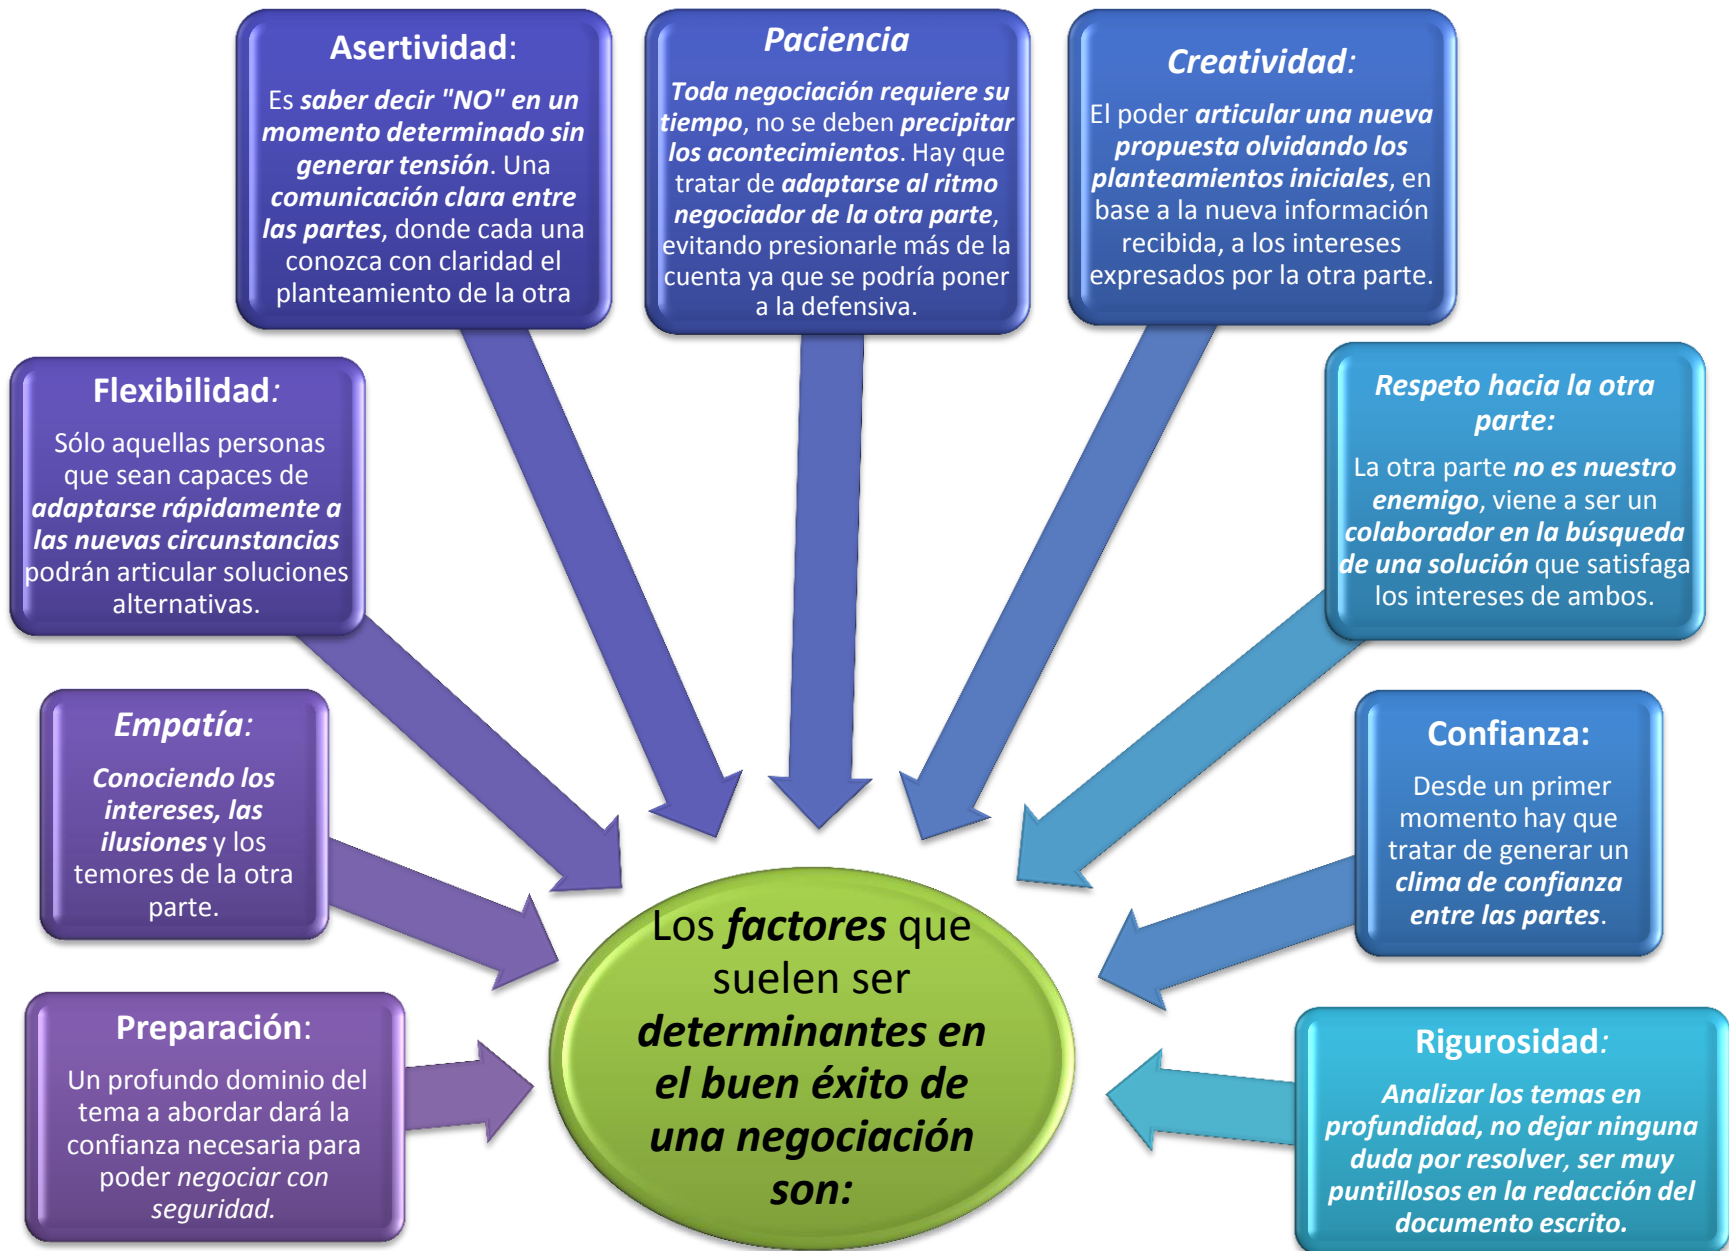 Asertividad:
Es saber decir "NO" en un
momento determinado sin
generar tensión. Una
comunicación clara entre
las partes, donde cada una
conozca con claridad el
planteamiento de la otra
Paciencia
Toda negociación requiere su
tiempo, no se deben precipitar
los acontecimientos. Hay que
tratar de adaptarse al ritmo
negociador de la otra parte,
evitando presionarle más de la
cuenta ya que se podría poner
a la defensiva.
Creatividad:
El poder articular una nueva
propuesta olvidando los
planteamientos iniciales, en
base a la nueva información
recibida, a los intereses
expresados por la otra parte.
Flexibilidad:
Sólo aquellas personas
que sean capaces de
adaptarse rápidamente a
las nuevas circunstancias
podrán articular soluciones
alternativas.
Respeto hacia la otra
parte:
La otra parte no es nuestro
enemigo, viene a ser un
colaborador en la búsqueda
de una solución que satisfaga
los intereses de ambos.
Empatía:
Conociendo los
intereses, las
ilusiones y los
temores de la otra
parte.
Confianza:
Desde un primer
momento hay que
tratar de generar un
clima de confianza
entre las partes.
Preparación:
Un profundo dominio del
tema a abordar dará la
confianza necesaria para
poder negociar con
seguridad.
Los factores que
suelen ser
determinantes en
el buen éxito de
una negociación
son:
Rigurosidad:
Analizar los temas en
profundidad, no dejar ninguna
duda por resolver, ser muy
puntillosos en la redacción del
documento escrito.